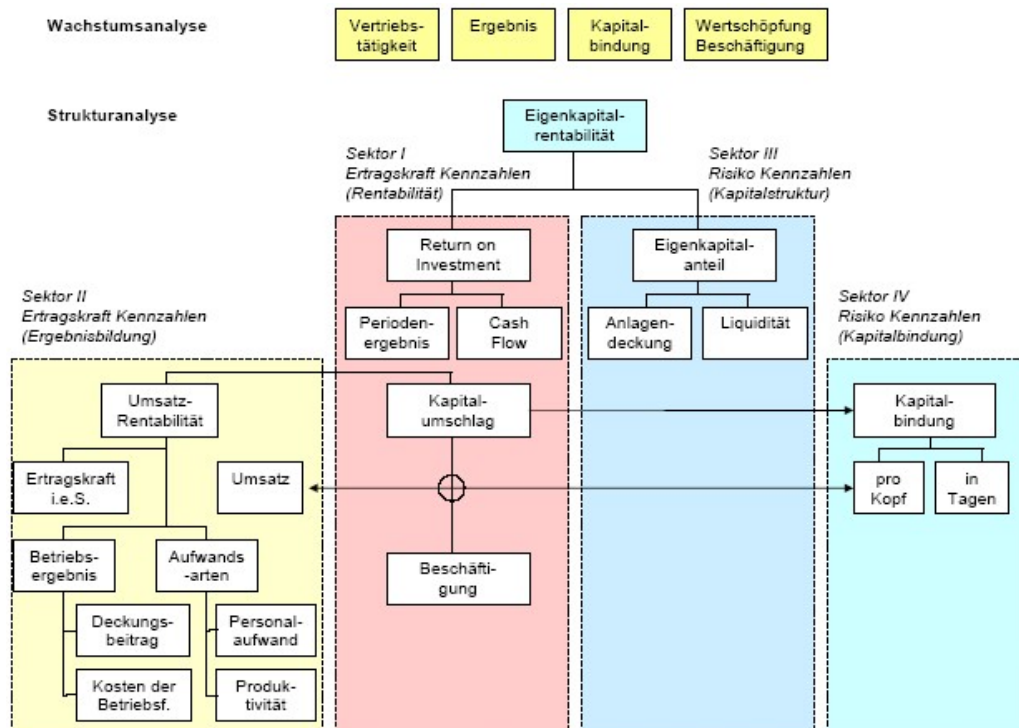 Wachstumsanalyse
Vertriebs-
tätigkeit
Ergebnis
Kapital-
bindung
Wertschöpfung
Beschäftigung
Strukturanalyse
Eigenkapital-
rentabilität
Sektor I
Ertragskraft Kennzahlen
(Rentabilität)
Sektor III
Risiko Kennzahlen
(Kapitalstruktur)
Return on
Investment
Eigenkapital-
anteil
Sektor II
Ertragskraft Kennzahlen
(Ergebnisbildung)
Perioden-
ergebnis
Cash
Flow
Anlagen-
deckung
Liquidität
Sektor IV
Risiko Kennzahlen
(Kapitalbindung)
Umsatz-
Rentabilität
Kapital-
umschlag
Kapital-
bindung
Ertragskraft
i.e.S.
Umsatz
pro
Kopf
in
Tagen
Betriebs-
ergebnis
Aufwands
-arten
Beschäfti-
gung
Deckungs-
beitrag
Personal-
aufwand
Kosten der
Betriebsf.
Produk-
tivität